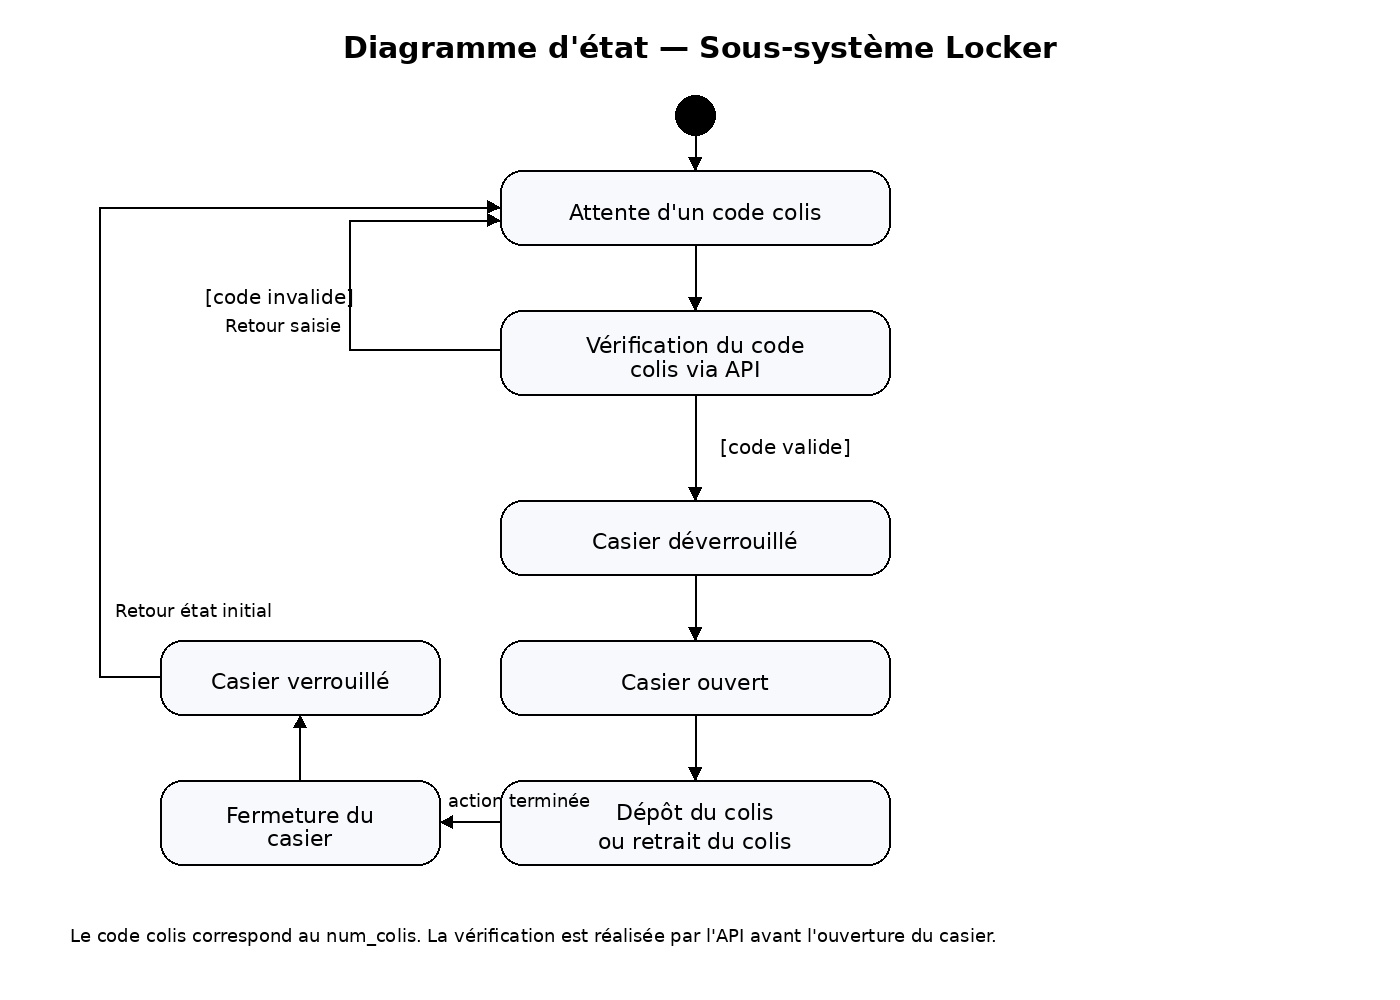 Diagramme d'état — Sous-système Locker
Attente d'un code colis
[code invalide]
Retour saisie
Vérification du code
colis via API
[code valide]
Casier déverrouillé
Retour état initial
Casier verrouillé
Casier ouvert
Fermeture du
casier
action terminée
Dépôt du colis
ou retrait du colis
Le code colis correspond au num_colis. La vérification est réalisée par l'API avant l'ouverture du casier.